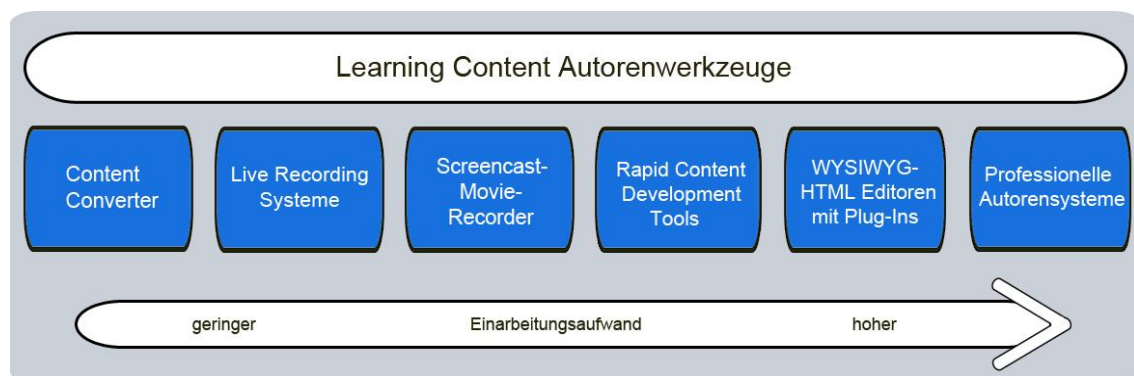 Learning Content Autorenwerkzeuge
Content
Converter
Live Recording
Systeme
Screencast-
Movie-
Recorder
Rapid Content
Development
Tools
WYSIWYG-
HTML Editoren
mit Plug-Ins
Professionelle
Autorensysteme
geringer Einarbeitungsaufwand hoher